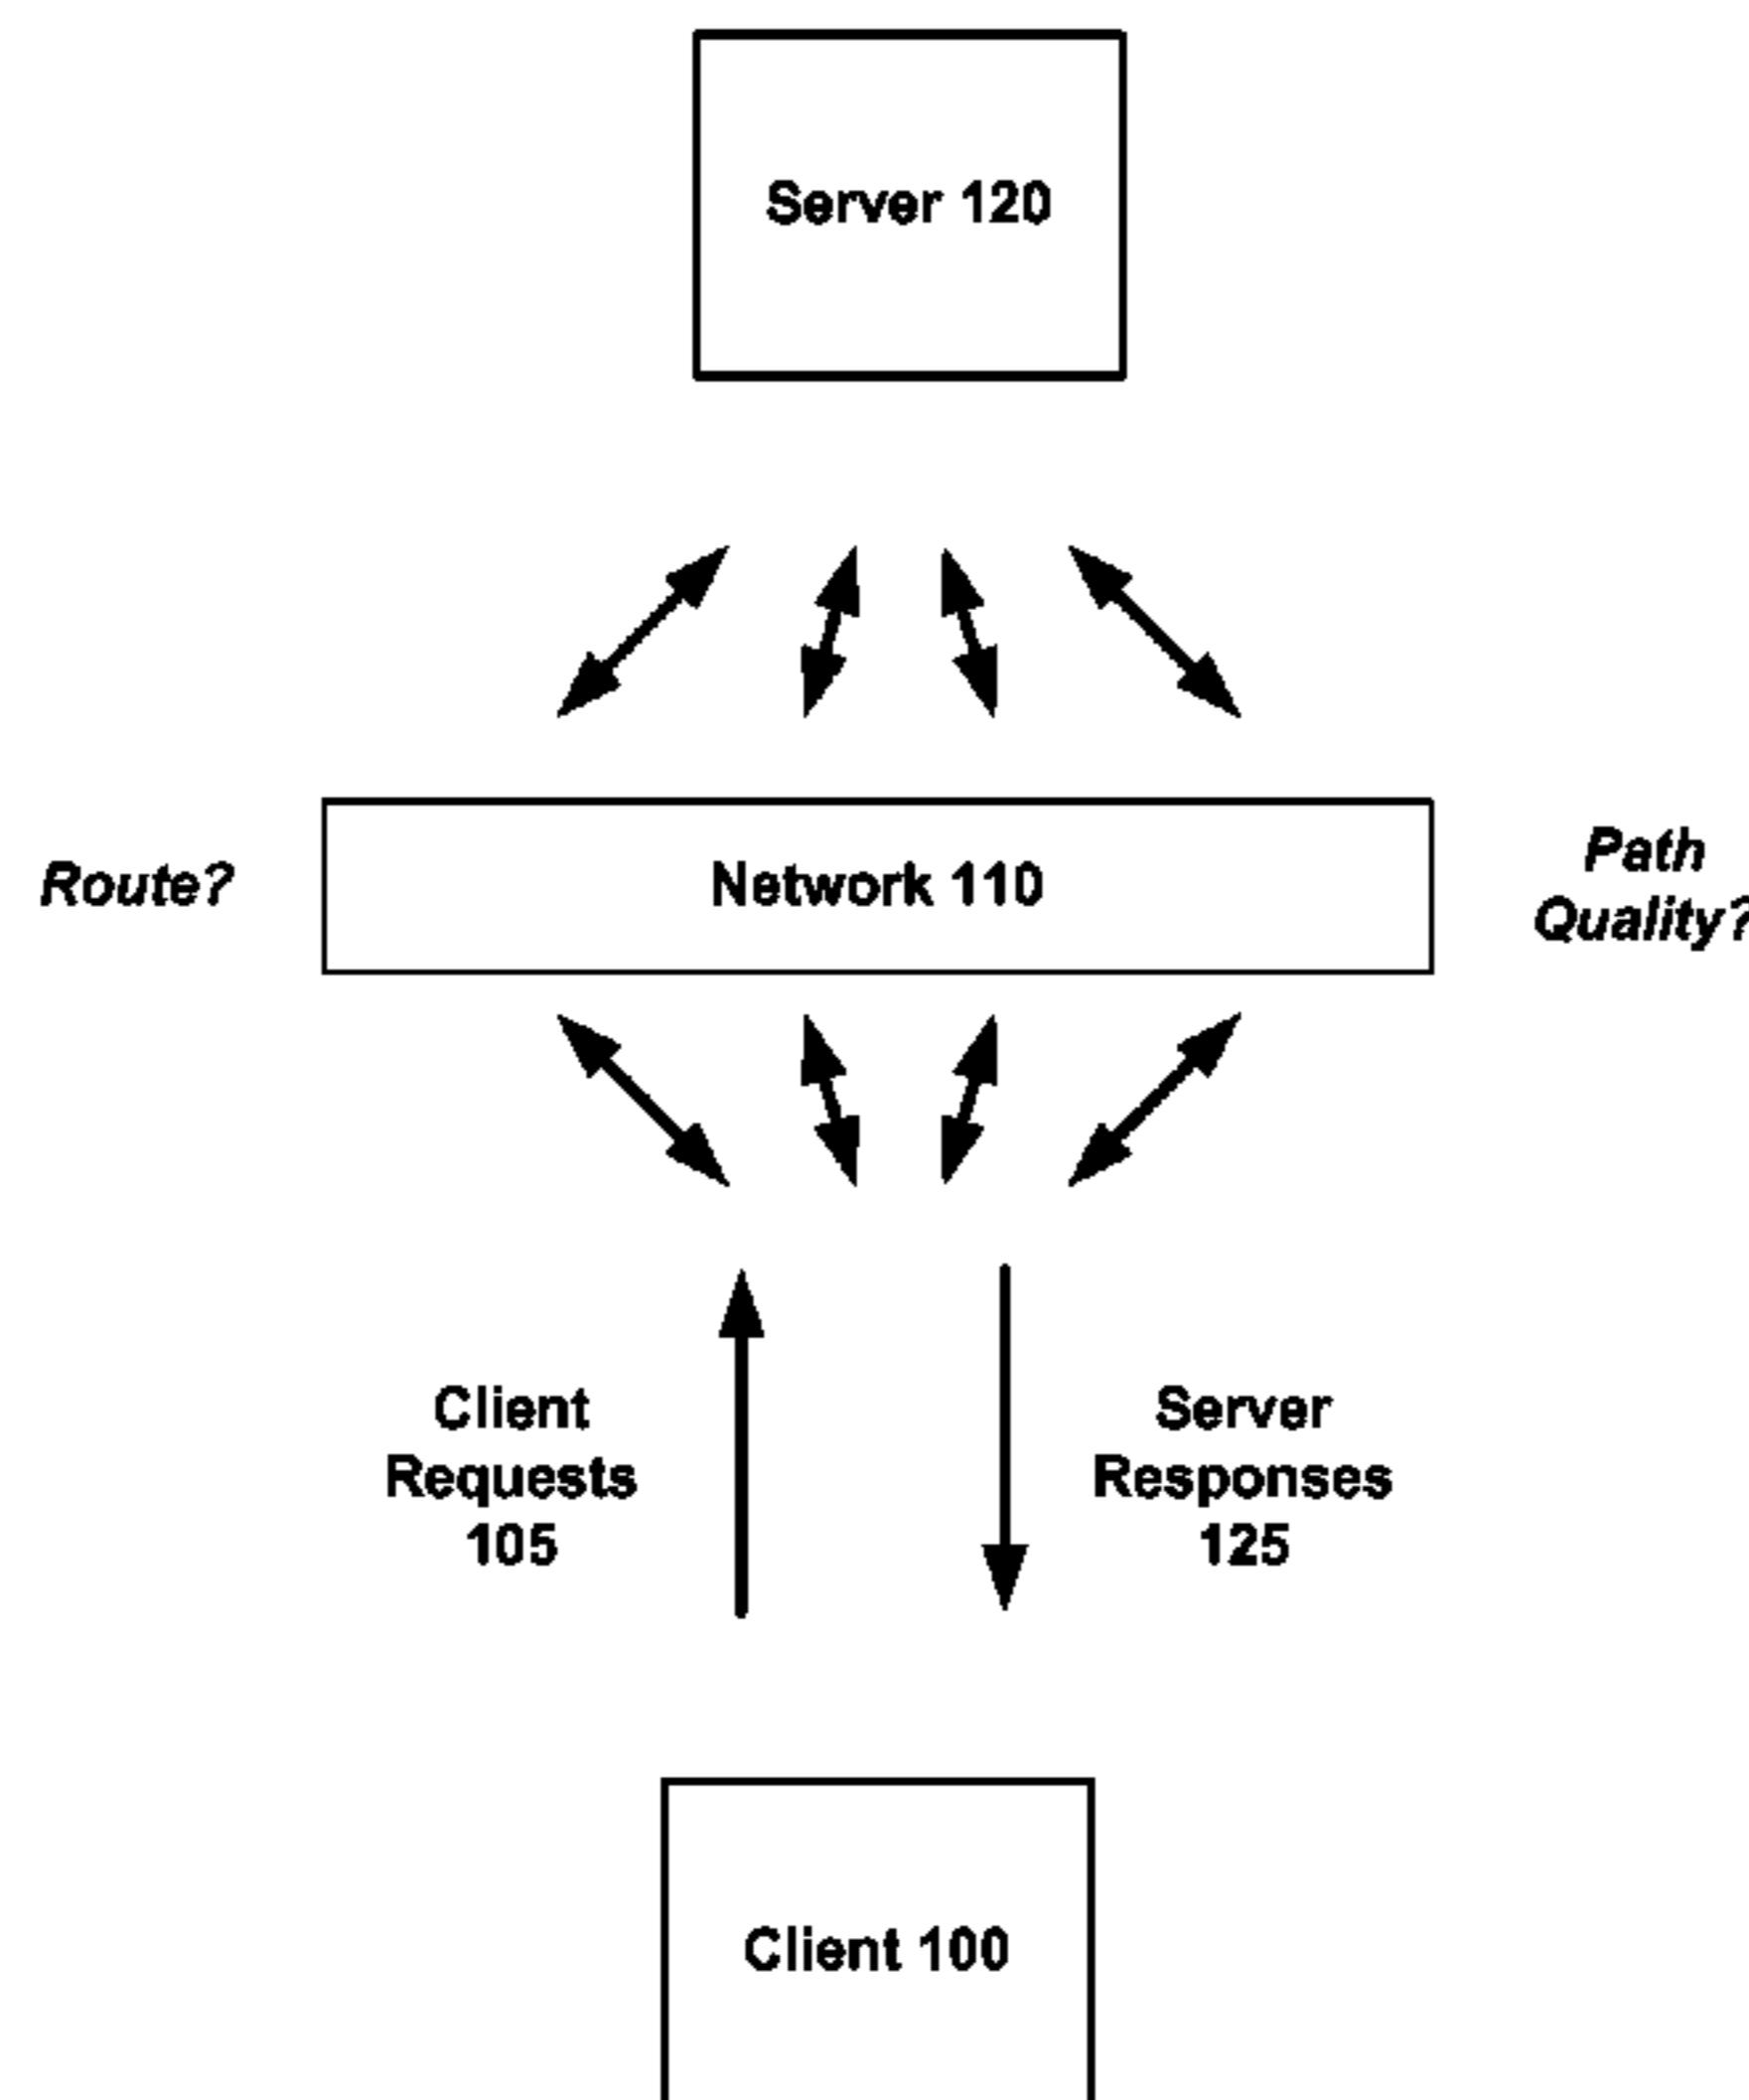 Server 120
Route?
Network 110
Path
Quality?
Client
Requests
105
Server
Responses
125
Client 100